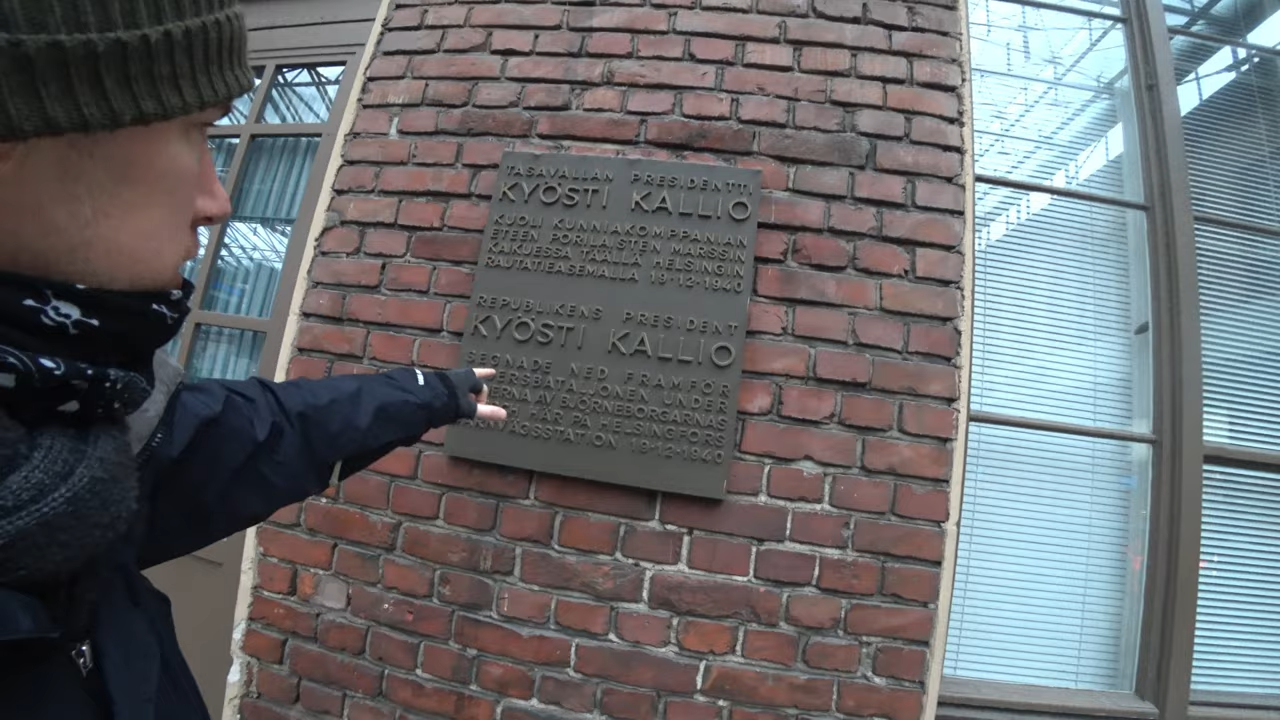 TASAVALLAN PRESIDENTTI
KYÖSTI KALLIO
KUOLI KUNNIAKOMPPANIAN
ETEEN PORILAISTEN MARSSIN
KAIKUESSA TÄÄLLÄ HELSINGIN
RAUTATIEASEMALLA 19·12·1940
REPUBLIKENS PRESIDENT
KYÖSTI KALLIO
SEGNADE NED FRAMFÖR
UNDER
AV BJÖRNEBORGARNAS
HÄR PÅ HELSINGFORS
19·12·1940